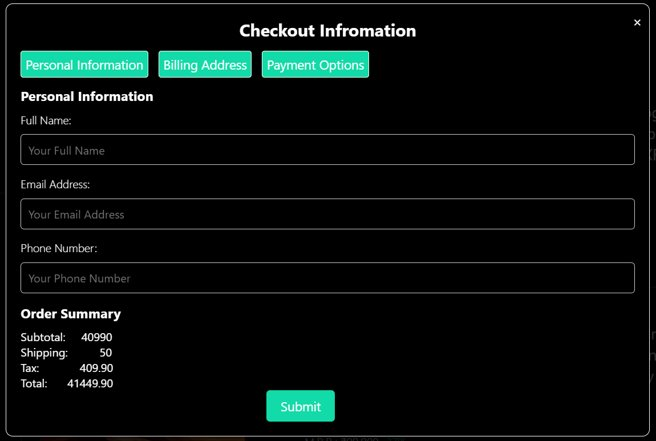 Checkout Infromation
×
Personal Information Billing Address Payment Options
Personal Information
Full Name:
Your Full Name
Email Address:
Your Email Address
Phone Number:
Your Phone Number
Order Summary
Subtotal: 40990
Shipping: 50
Tax: 409.90
Total: 41449.90
Submit